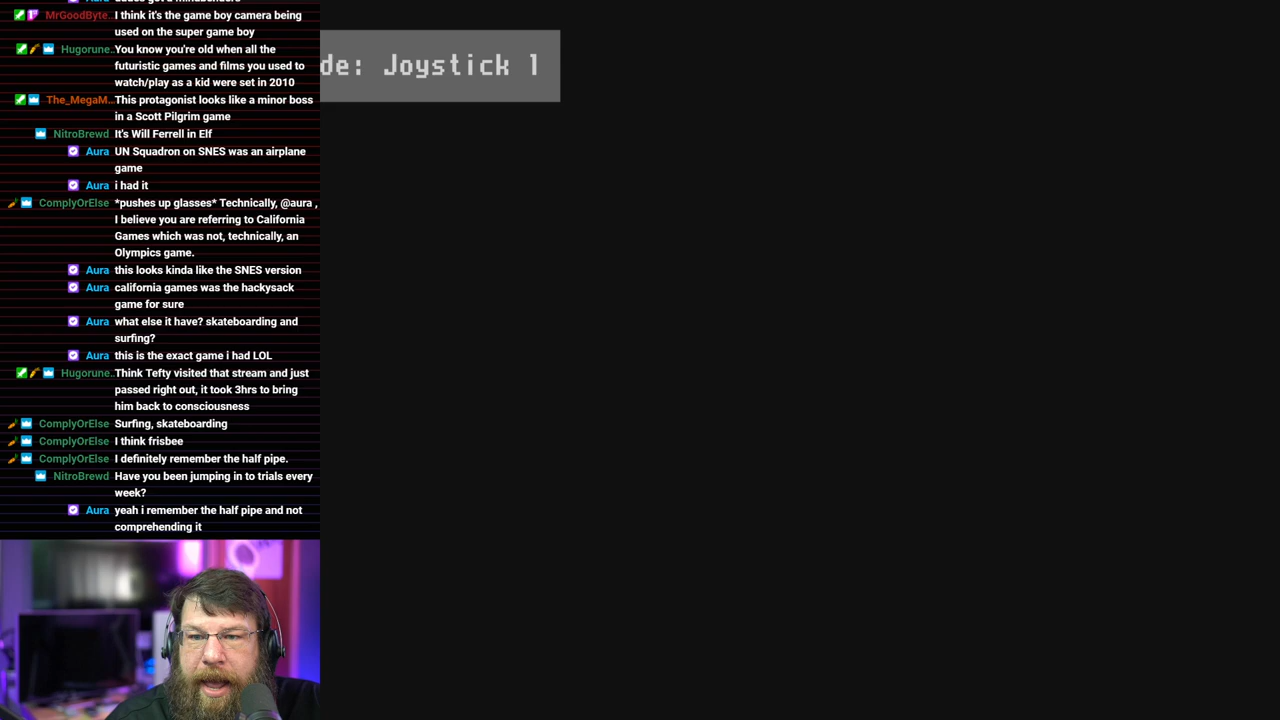 MrGoodByte.. I think it's the game boy camera being
used on the super game boy
Hugorune.. You know you're old when all the
futuristic games and films you used to
watch/play as a kid were set in 2010
The_MegaM... This protagonist looks like a minor boss
in a Scott Pilgrim game
NitroBrewd It's Will Ferrell in Elf
Aura UN Squadron on SNES was an airplane
game
Aura i had it
ComplyOrElse *pushes up glasses* Technically, @aura ,
I believe you are referring to California
Games which was not, technically, an
Olympics game.
Aura this looks kinda like the SNES version
Aura california games was the hackysack
game for sure
Aura what else it have? skateboarding and
surfing?
Aura this is the exact game i had LOL
Hugorune.. Think Tefty visited that stream and just
passed right out, it took 3hrs to bring
him back to consciousness
ComplyOrElse Surfing, skateboarding
ComplyOrElse I think frisbee
ComplyOrElse I definitely remember the half pipe.
NitroBrewd Have you been jumping in to trials every
week?
Aura yeah i remember the half pipe and not
comprehending it
de: Joystick 1